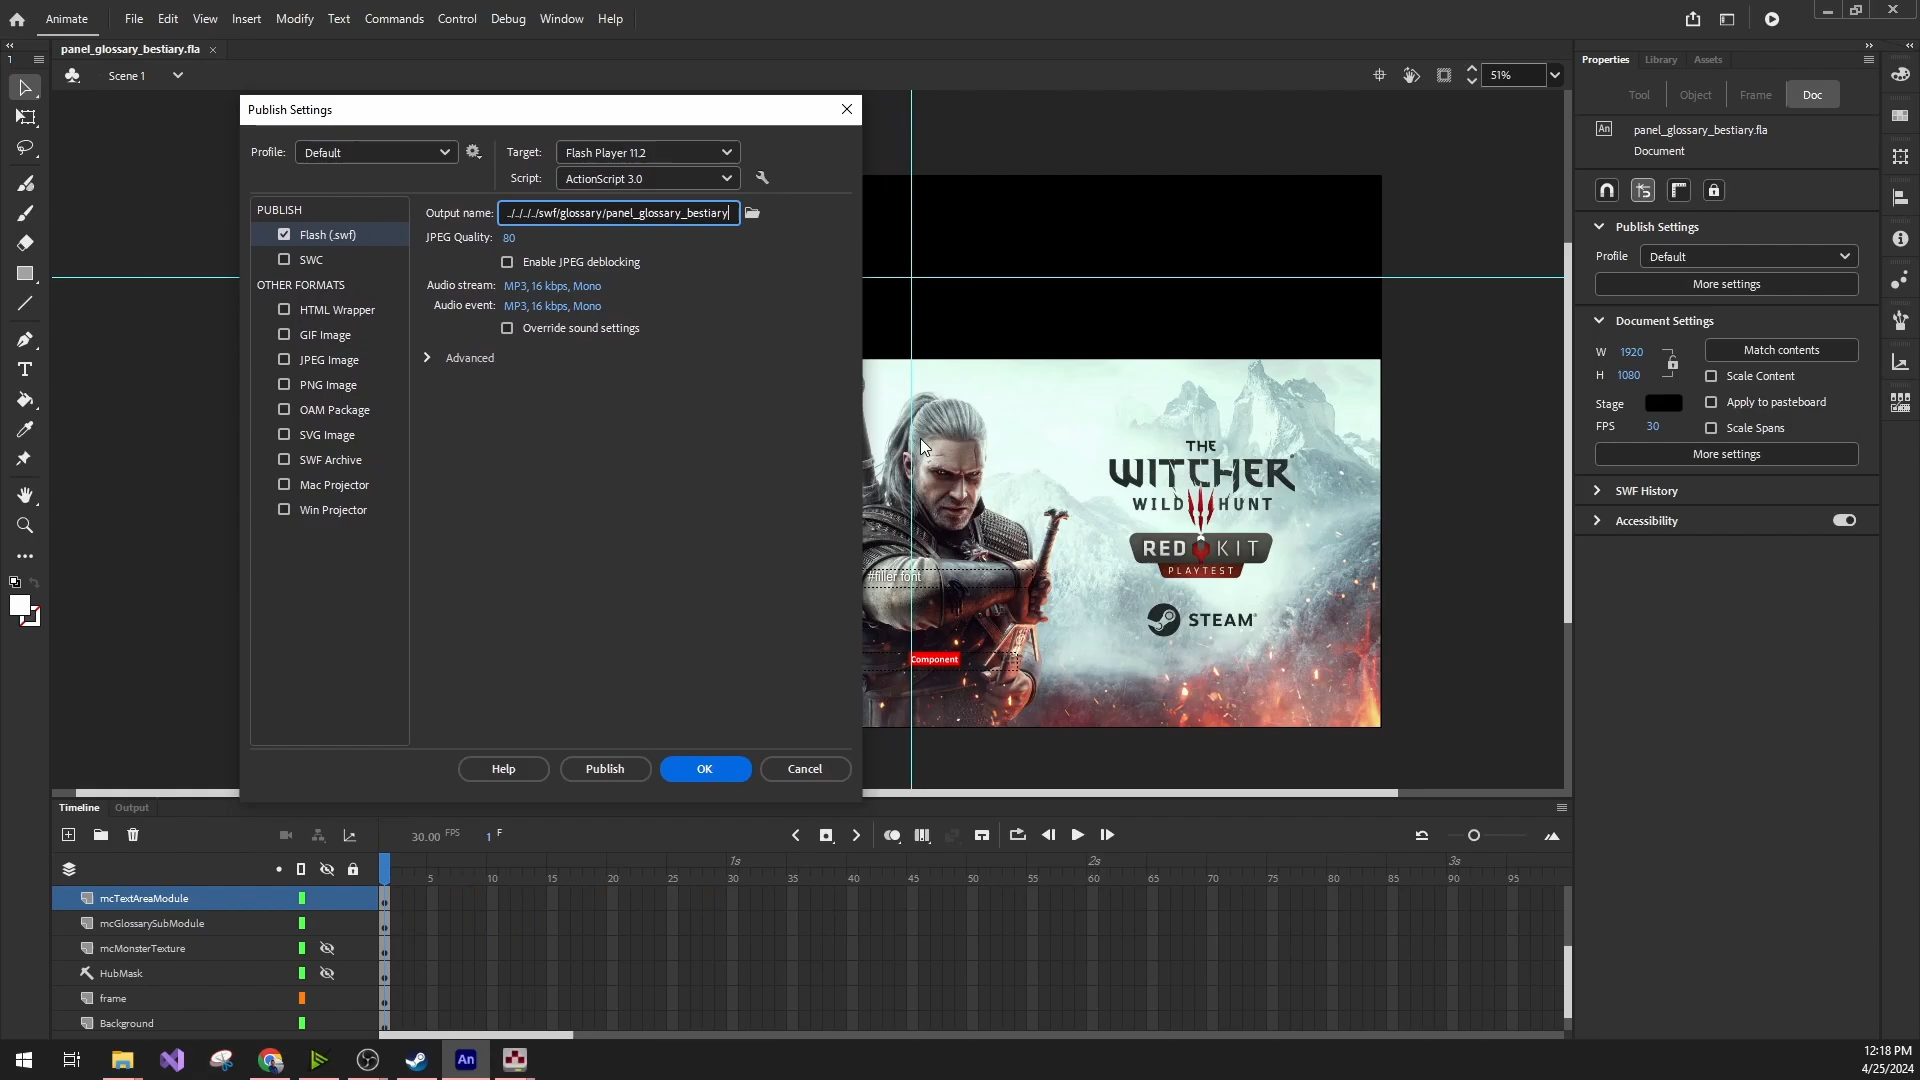 Animate File Edit View Insert Modify Text Commands Control Debug Window Help
1 panel_glossary_bestiary.fla
Scene 1
51%
Publish Settings
Profile: Default
Target: Flash Player 11.2
Script: ActionScript 3.0
PUBLISH
Flash (.swf)
SWC
OTHER FORMATS
HTML Wrapper
GIF Image
JPEG Image
PNG Image
OAM Package
SVG Image
SWF Archive
Mac Projector
Win Projector
Output name: ../../../../swf/glossary/panel_glossary_bestiary
JPEG Quality: 80
Enable JPEG deblocking
Audio stream: MP3, 16 kbps, Mono
Audio event: MP3, 16 kbps, Mono
Override sound settings
Advanced
Help Publish OK Cancel
THE
WITCHER
WILD HUNT
RED KIT
PLAYTEST
STEAM
#filler font
Component
Properties Library Assets
Tool Object Frame Doc
An panel_glossary_bestiary.fla
Document
Publish Settings
Profile Default
More settings
Document Settings
W 1920
H 1080
Match contents
Scale Content
Stage
Apply to pasteboard
FPS 30
Scale Spans
More settings
SWF History
Accessibility
Timeline Output
30.00 FPS 1 F
1s 2s 3s
5 10 15 20 25 30 35 40 45 50 55 60 65 70 75 80 85 90 95
mcTextAreaModule
mcGlossarySubModule
mcMonsterTexture
HubMask
frame
Background
An
12:18 PM
4/25/2024